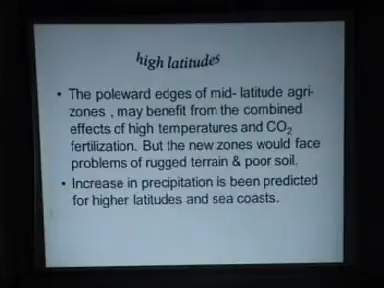 high latitudes
• The poleward edges of mid- latitude agri-
zones , may benefit from the combined
effects of high temperatures and CO2
fertilization. But the new zones would face
problems of rugged terrain & poor soil.
• Increase in precipitation is been predicted
for higher latitudes and sea coasts.